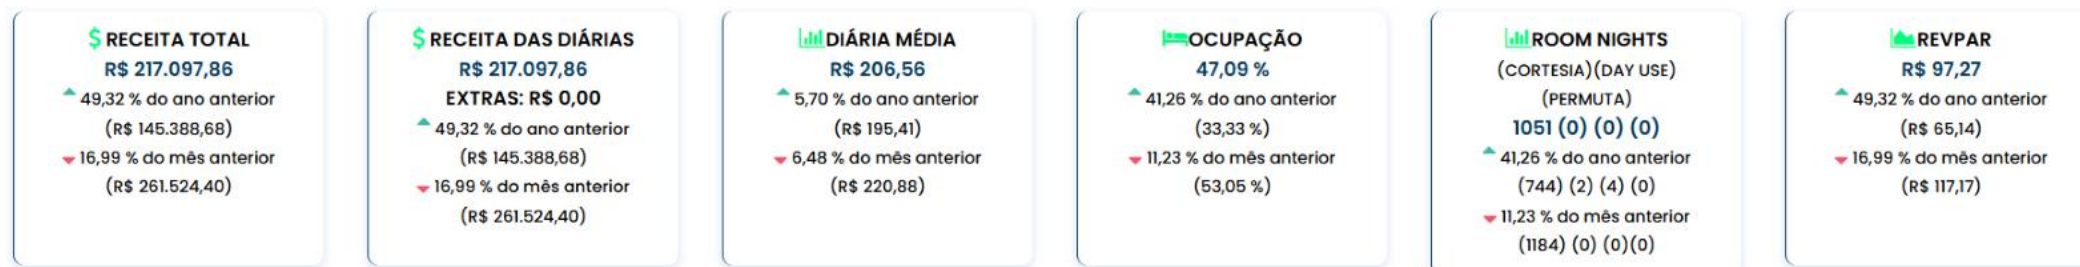 RECEITA TOTAL
R$ 217.097,86
49,32 % do ano anterior
(R$ 145.388,68)
16,99 % do mês anterior
(R$ 261.524,40)
RECEITA DAS DIÁRIAS
R$ 217.097,86
EXTRAS: R$ 0,00
49,32 % do ano anterior
(R$ 145.388,68)
16,99 % do mês anterior
(R$ 261.524,40)
DIÁRIA MÉDIA
R$ 206,56
5,70 % do ano anterior
(R$ 195,41)
6,48 % do mês anterior
(R$ 220,88)
OCUPAÇÃO
47,09 %
41,26 % do ano anterior
(33,33 %)
11,23 % do mês anterior
(53,05 %)
ROOM NIGHTS
(CORTESIA)(DAY USE)
(PERMUTA)
1051 (0) (0) (0)
41,26 % do ano anterior
(744) (2) (4) (0)
11,23 % do mês anterior
(1184) (0) (0)(0)
REVPAR
R$ 97,27
49,32 % do ano anterior
(R$ 65,14)
16,99 % do mês anterior
(R$ 117,17)